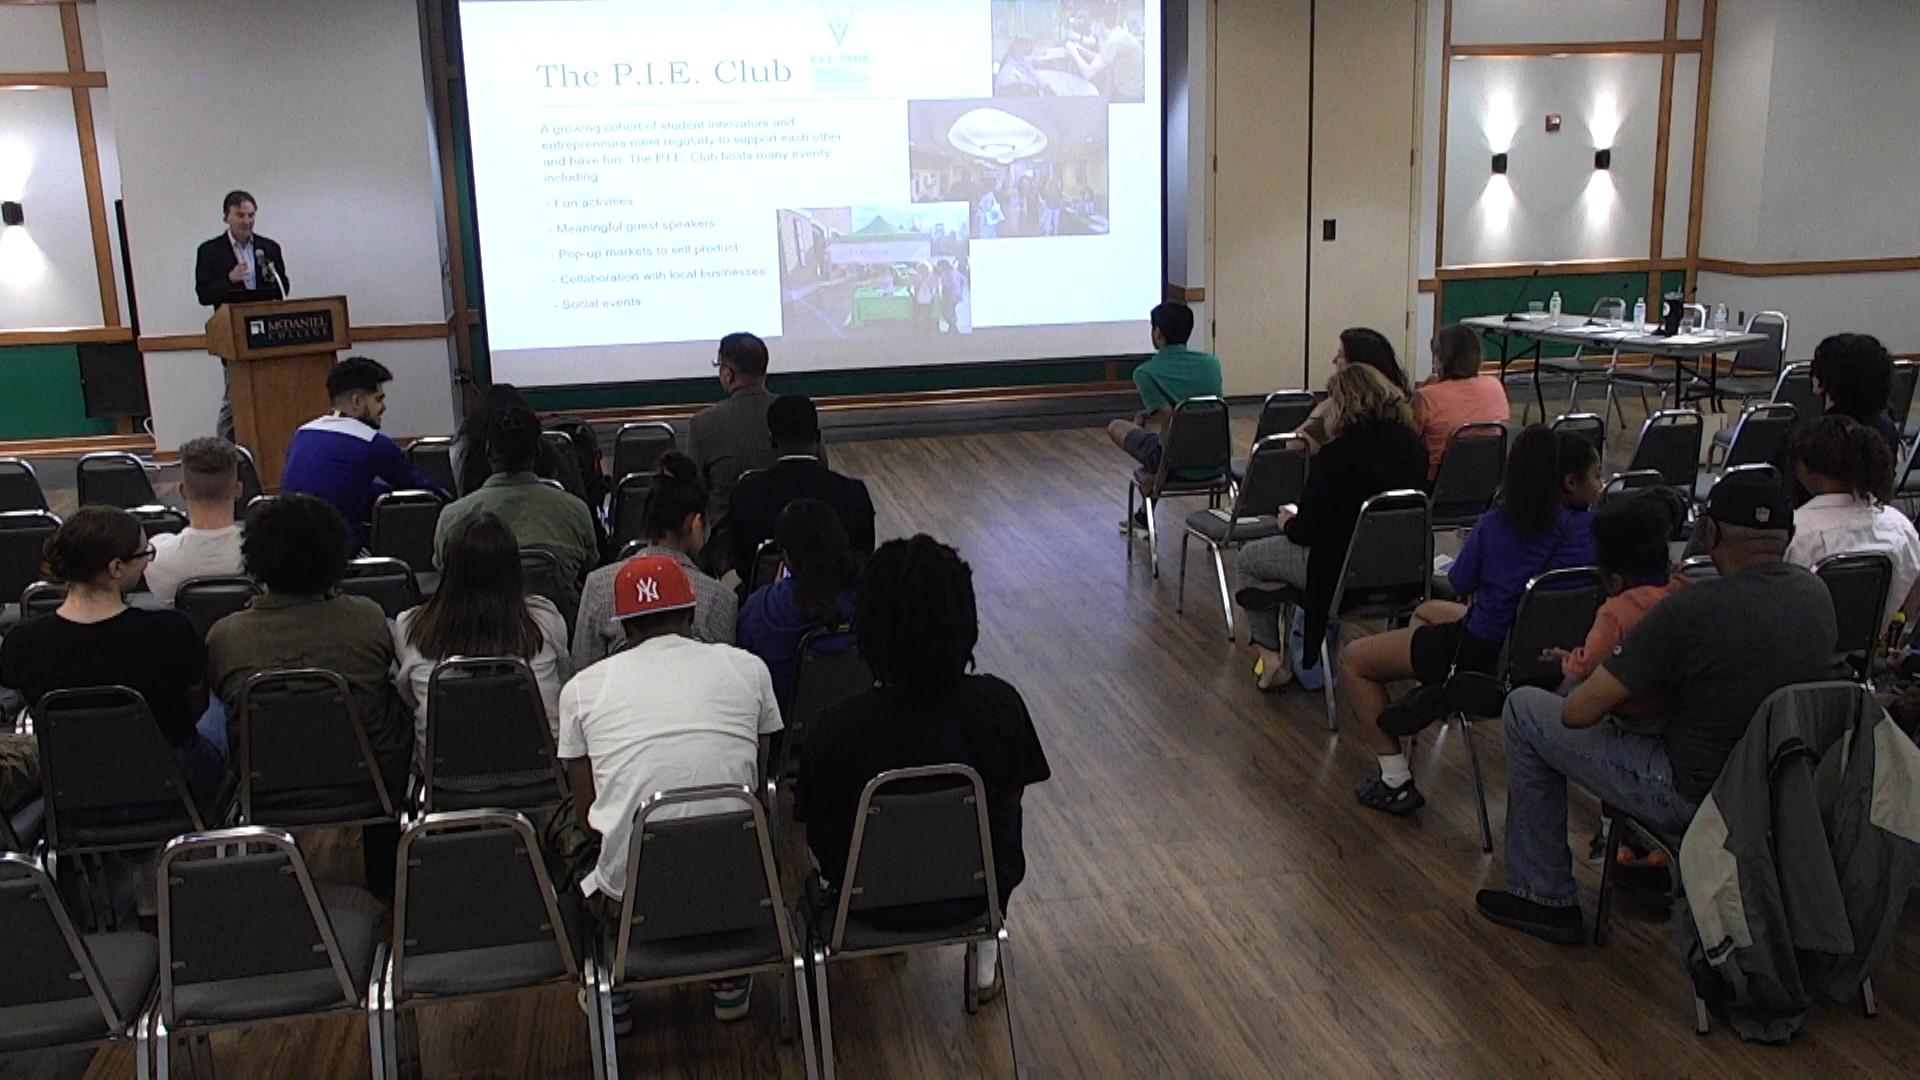 The P.I.E. Club
P.I.E. CLUB
A growing cohort of student innovators and
entrepreneurs meet regularly to support each other
and have fun. The P.I.E. Club hosts many events
including
- Fun activities
- Meaningful guest speakers
- Pop-up markets to sell product
- Collaboration with local businesses
- Social events
McDANIEL
COLLEGE
NY